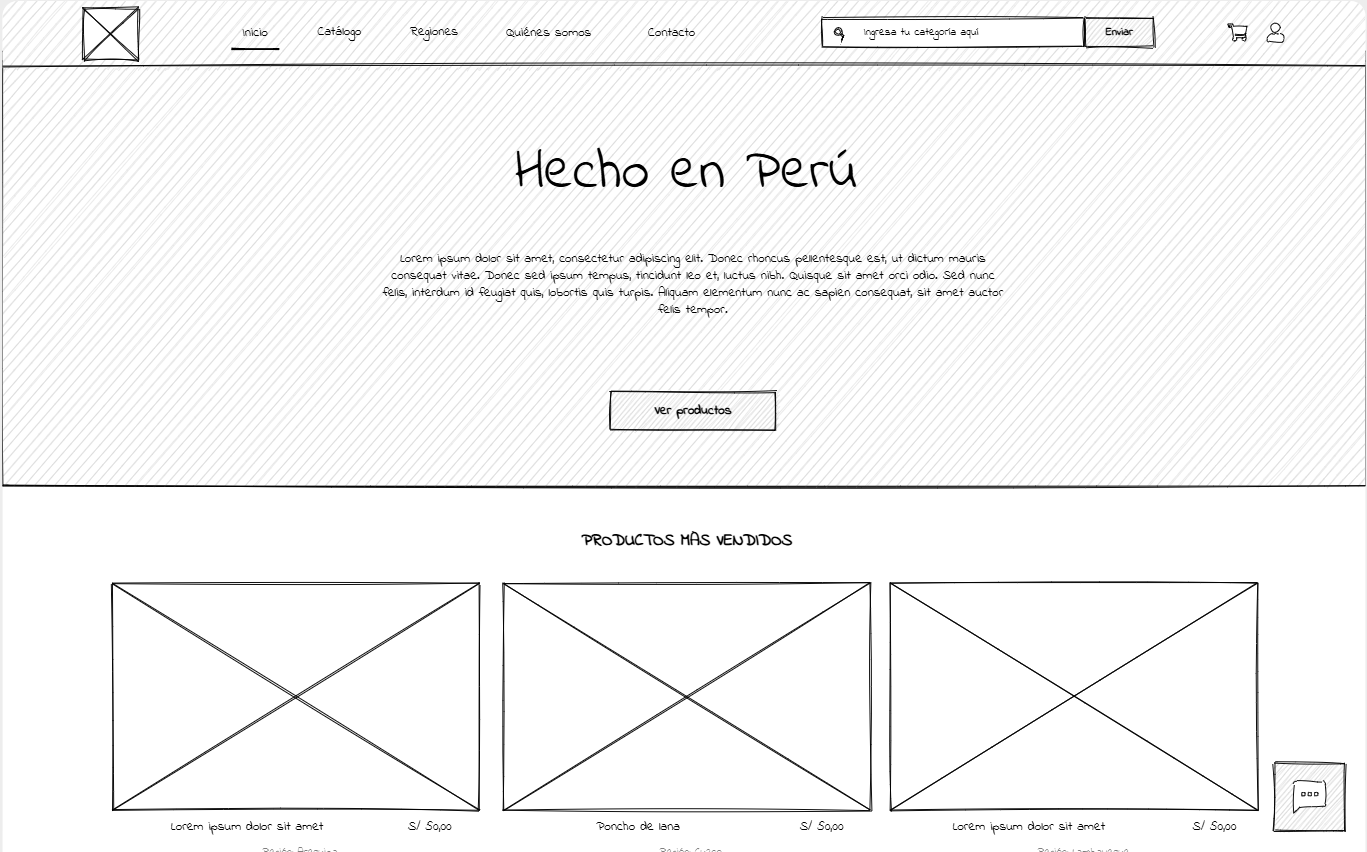 Inicio
Catálogo
Regiones
Quiénes somos
Contacto
Ingresa tu categoría aquí
Enviar
Hecho en Perú
Lorem ipsum dolor sit amet, consectetur adipiscing elit. Donec rhoncus pellentesque est, ut dictum mauris
consequat vitae. Donec sed ipsum tempus, tincidunt leo et, luctus nibh. Quisque sit amet orci odio. Sed nunc
felis, interdum id feugiat quis, lobortis quis turpis. Aliquam elementum nunc ac sapien consequat, sit amet auctor
felis tempor.
Ver productos
PRODUCTOS MÁS VENDIDOS
Lorem ipsum dolor sit amet
S/ 50,00
Poncho de lana
S/ 50,00
Lorem ipsum dolor sit amet
S/ 50,00